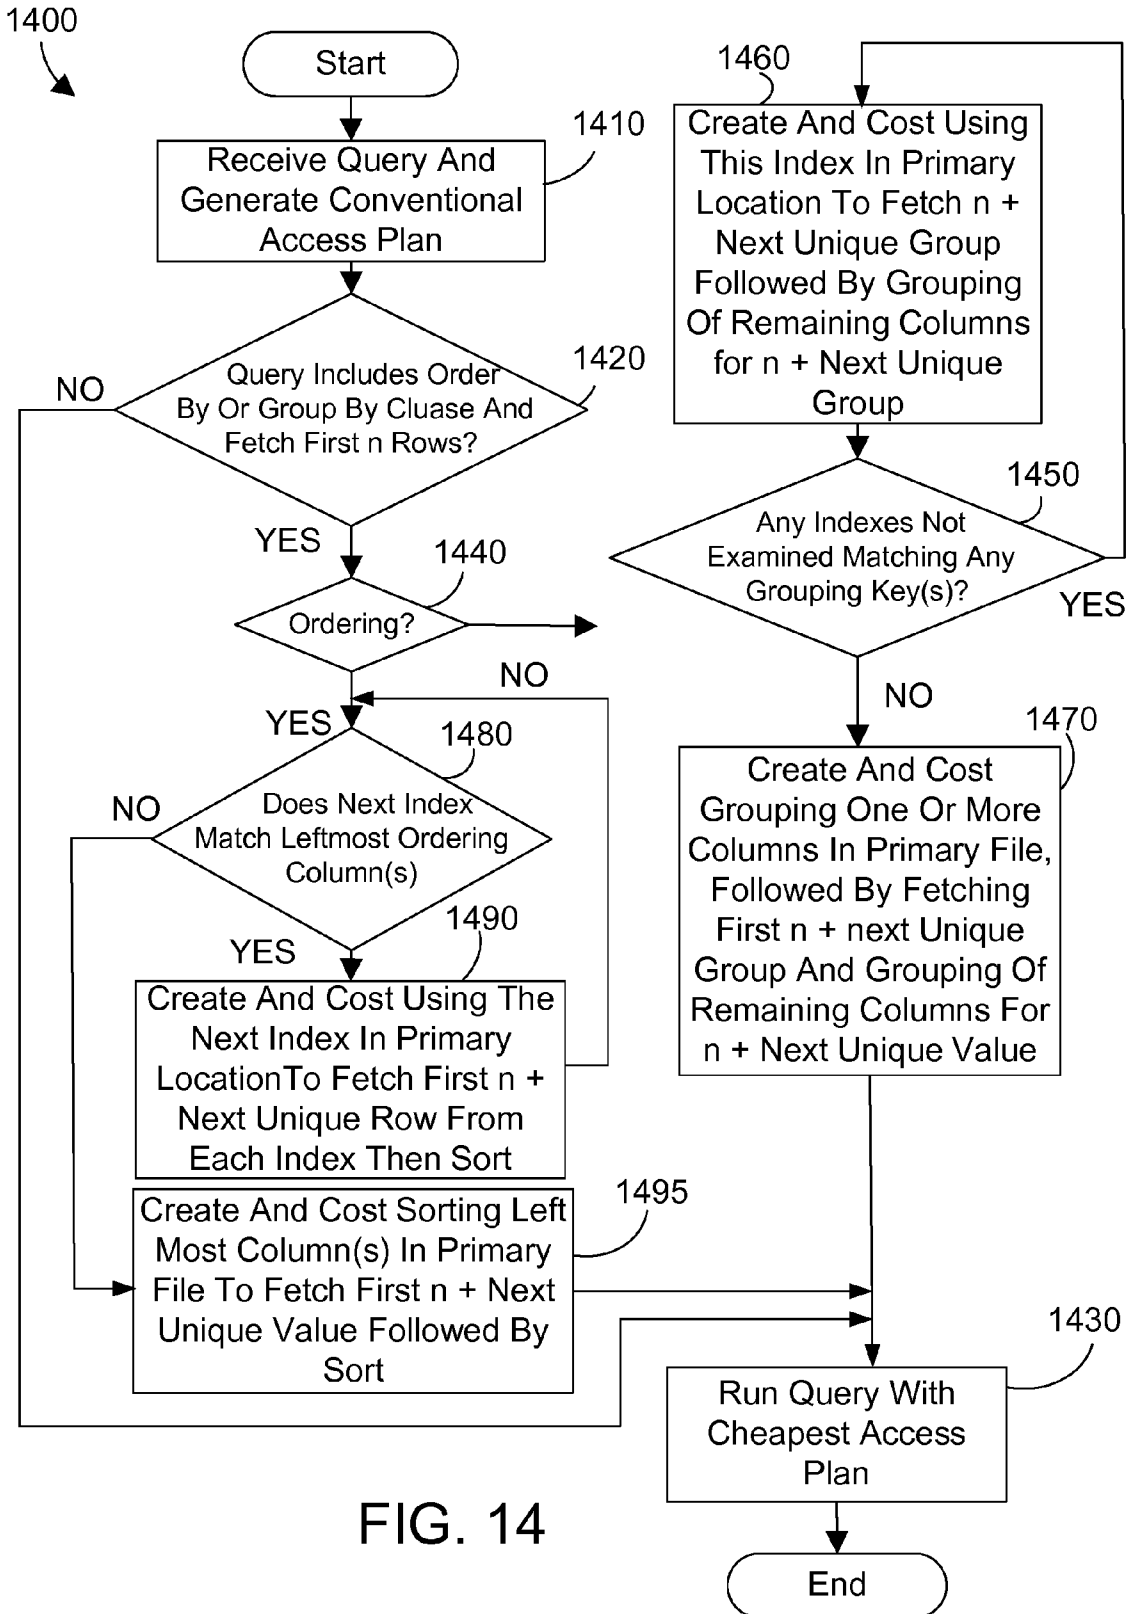 1400
Start
1410
Receive Query And
Generate Conventional
Access Plan
1420
Query Includes Order
By Or Group By Cluase And
Fetch First n Rows?
NO
YES
1440
Ordering?
NO
YES
1480
Does Next Index
Match Leftmost Ordering
Column(s)
NO
YES
1490
Create And Cost Using The
Next Index In Primary
LocationTo Fetch First n +
Next Unique Row From
Each Index Then Sort
1495
Create And Cost Sorting Left
Most Column(s) In Primary
File To Fetch First n + Next
Unique Value Followed By
Sort
1460
Create And Cost Using
This Index In Primary
Location To Fetch n +
Next Unique Group
Followed By Grouping
Of Remaining Columns
for n + Next Unique
Group
1450
Any Indexes Not
Examined Matching Any
Grouping Key(s)?
YES
NO
1470
Create And Cost
Grouping One Or More
Columns In Primary File,
Followed By Fetching
First n + next Unique
Group And Grouping Of
Remaining Columns For
n + Next Unique Value
1430
Run Query With
Cheapest Access
Plan
End
FIG. 14